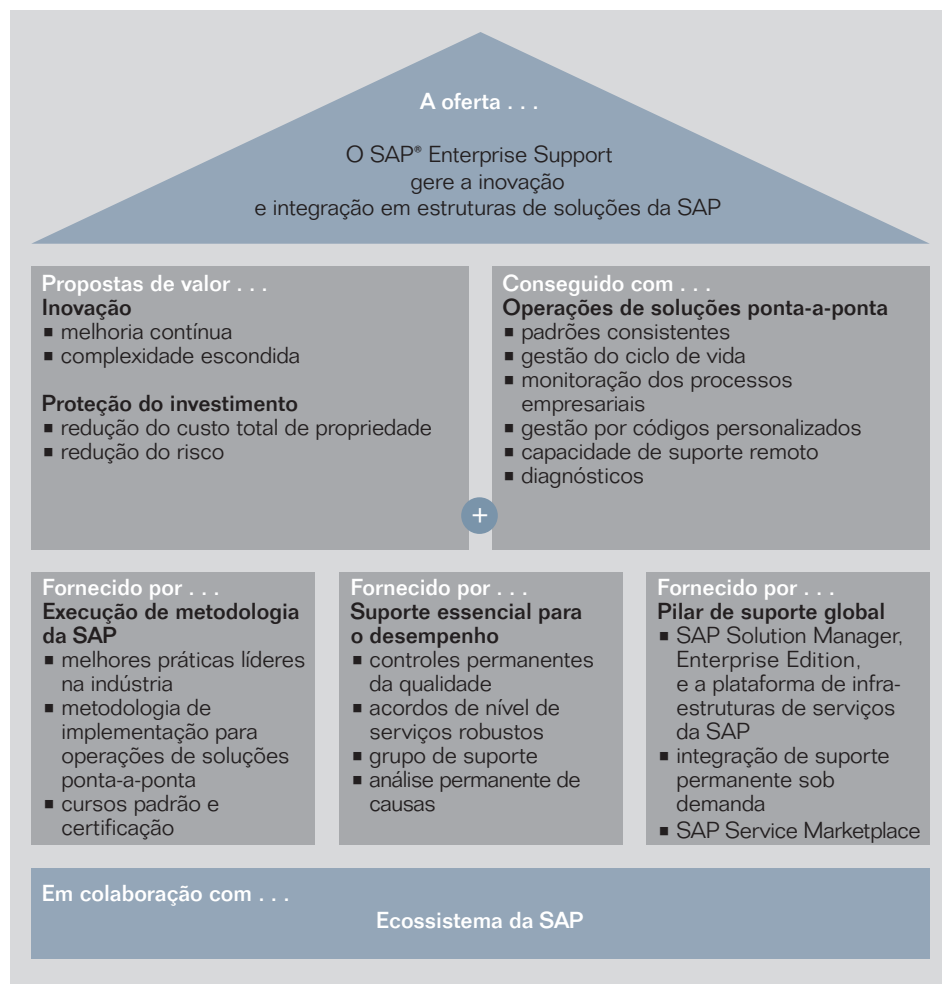 A oferta . . .
O SAP® Enterprise Support
gere a inovação
e integração em estruturas de soluções da SAP
Propostas de valor . . .
Inovação
▪ melhoria contínua
▪ complexidade escondida
Proteção do investimento
▪ redução do custo total de propriedade
▪ redução do risco
Conseguido com . . .
Operações de soluções ponta-a-ponta
▪ padrões consistentes
▪ gestão do ciclo de vida
▪ monitoração dos processos
empresariais
▪ gestão por códigos personalizados
▪ capacidade de suporte remoto
▪ diagnósticos
+
Fornecido por . . .
Execução de metodologia
da SAP
▪ melhores práticas líderes
na indústria
▪ metodologia de
implementação para
operações de soluções
ponta-a-ponta
▪ cursos padrão e
certificação
Fornecido por . . .
Suporte essencial para
o desempenho
▪ controles permanentes
da qualidade
▪ acordos de nível de
serviços robustos
▪ grupo de suporte
▪ análise permanente de
causas
Fornecido por . . .
Pilar de suporte global
▪ SAP Solution Manager,
Enterprise Edition,
e a plataforma de infra-
estruturas de serviços
da SAP
▪ integração de suporte
permanente sob
demanda
▪ SAP Service Marketplace
Em colaboração com . . .
Ecossistema da SAP